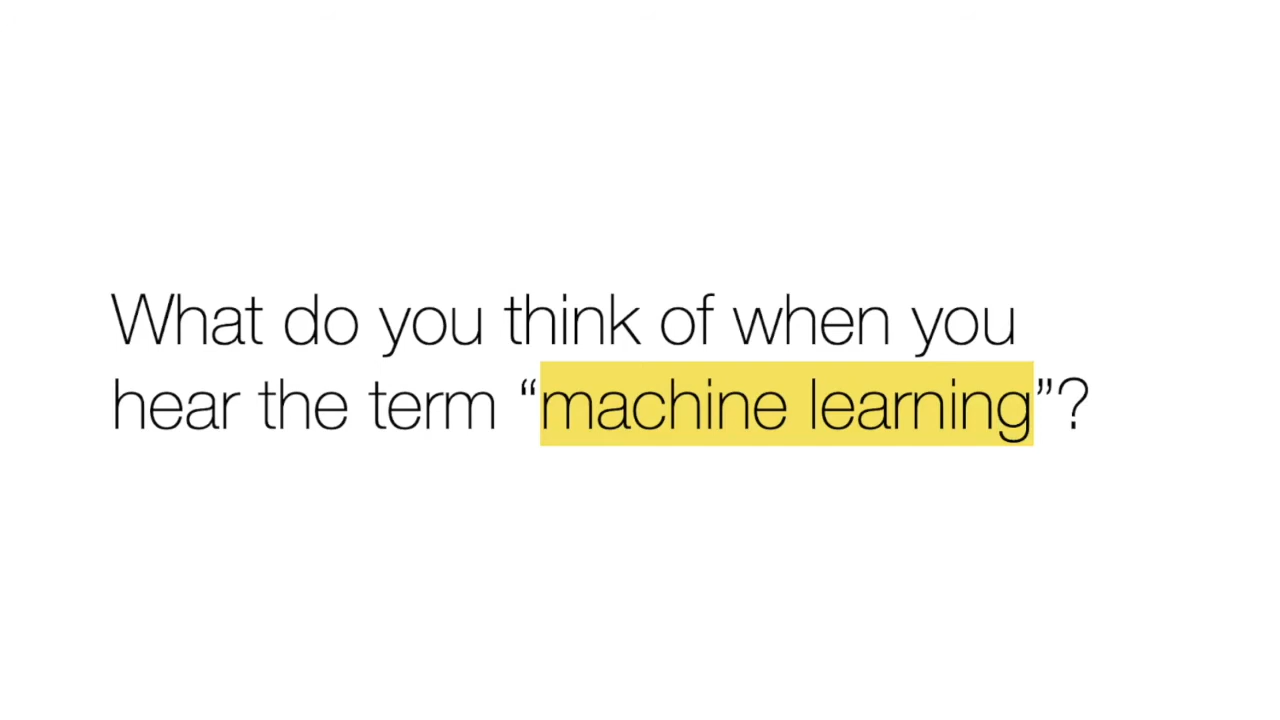 What do you think of when you
hear the term “machine learning”?